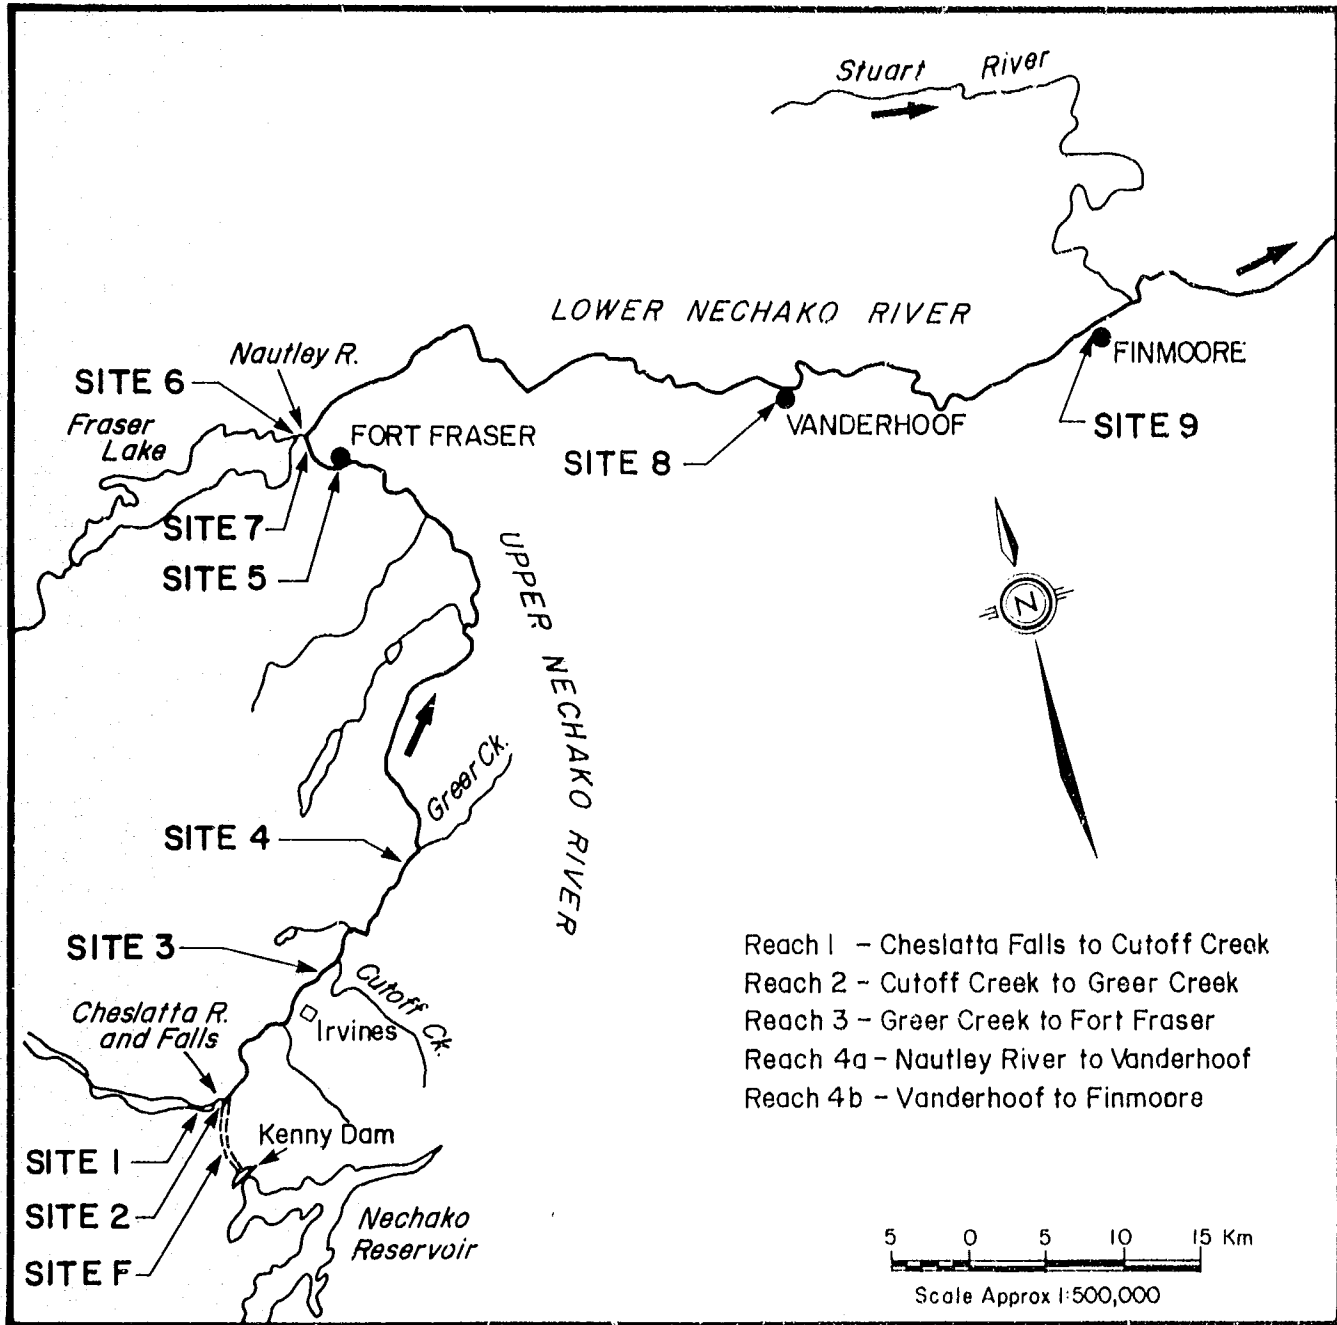 Stuart River
LOWER NECHAKO RIVER
Nautley R.
SITE 6
Fraser
Lake
FORT FRASER
FINMOORE
VANDERHOOF
SITE 9
SITE 8
SITE 7
SITE 5
UPPER NECHAKO RIVER
N
Greer Ck.
SITE 4
SITE 3
Cutoff Ck.
Cheslatta R.
and Falls
Irvines
Reach 1 - Cheslatta Falls to Cutoff Creek
Reach 2 - Cutoff Creek to Greer Creek
Reach 3 - Greer Creek to Fort Fraser
Reach 4a - Nautley River to Vanderhoof
Reach 4b - Vanderhoof to Finmoore
Kenny Dam
SITE 1
SITE 2
SITE F
Nechako
Reservoir
5 0 5 10 15 Km
Scale Approx 1:500,000